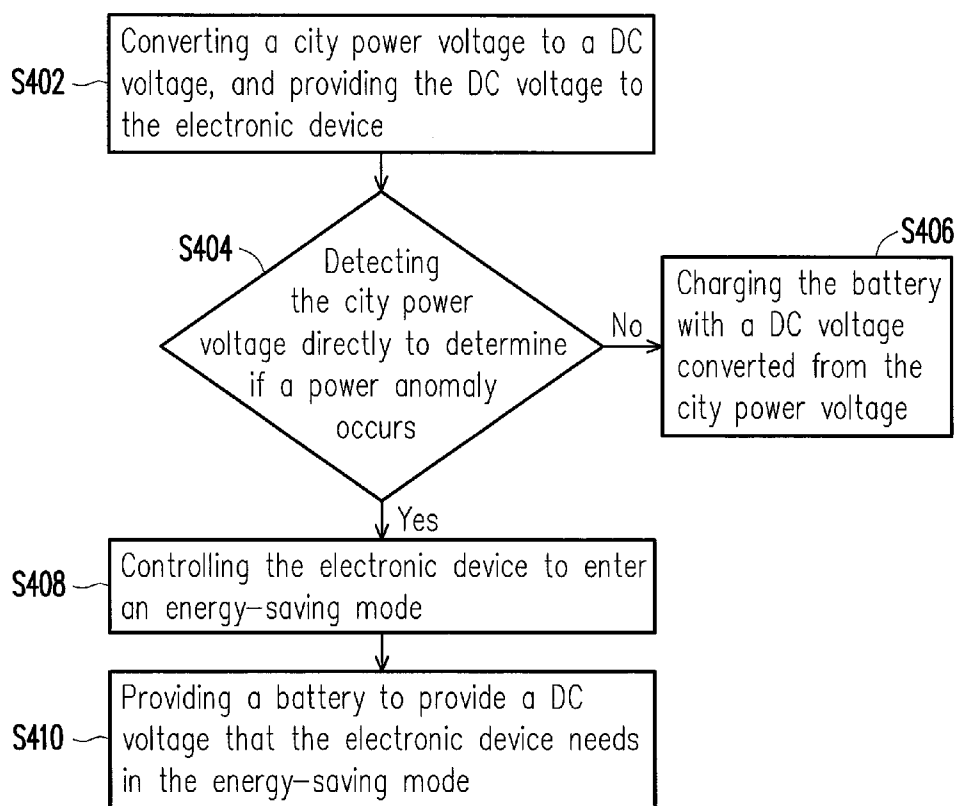 S402
Converting a city power voltage to a DC
voltage, and providing the DC voltage to
the electronic device
S404
Detecting
the city power
voltage directly to determine
if a power anomaly
occurs
No
S406
Charging the battery
with a DC voltage
converted from the
city power voltage
Yes
S408
Controlling the electronic device to enter
an energy-saving mode
S410
Providing a battery to provide a DC
voltage that the electronic device needs
in the energy-saving mode